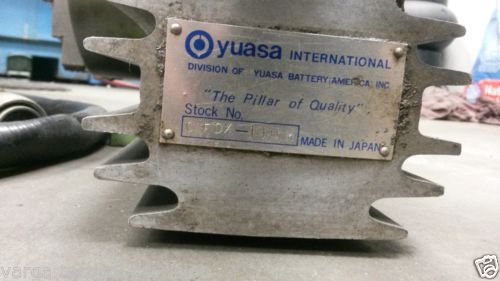 yuasa INTERNATIONAL
DIVISION OF YUASA BATTERY (AMERICA), INC
"The Pillar of Quality"
Stock No.
MADE IN JAPAN